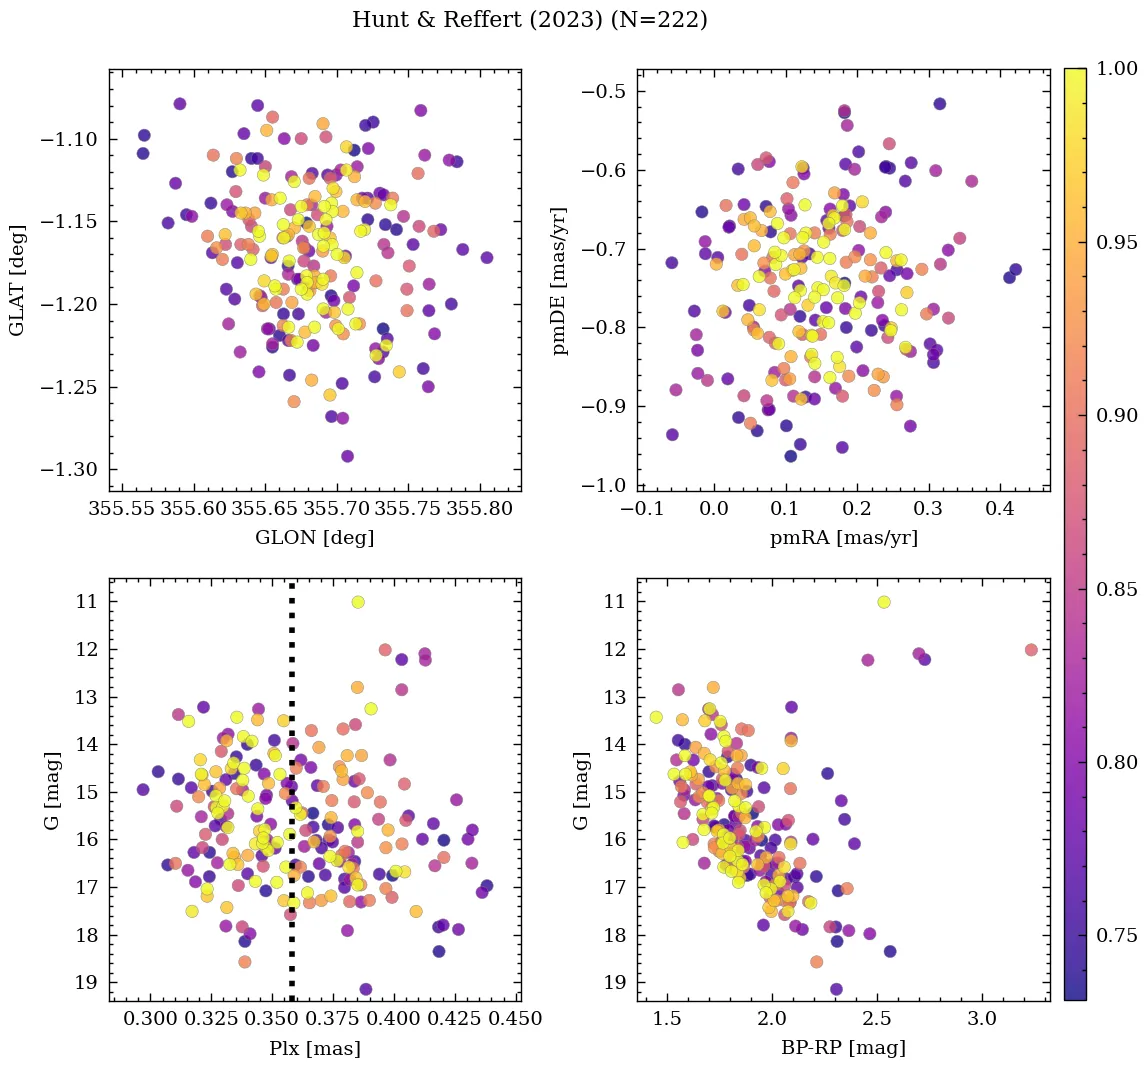 Hunt & Reffert (2023) (N=222)
−1.10
−1.15
−1.20
−1.25
−1.30
GLAT [deg]
355.55 355.60 355.65 355.70 355.75 355.80
GLON [deg]
−0.5
−0.6
−0.7
−0.8
−0.9
−1.0
pmDE [mas/yr]
−0.1 0.0 0.1 0.2 0.3 0.4
pmRA [mas/yr]
11
12
13
14
15
16
17
18
19
G [mag]
0.300 0.325 0.350 0.375 0.400 0.425 0.450
Plx [mas]
11
12
13
14
15
16
17
18
19
G [mag]
1.5 2.0 2.5 3.0
BP-RP [mag]
1.00
0.95
0.90
0.85
0.80
0.75